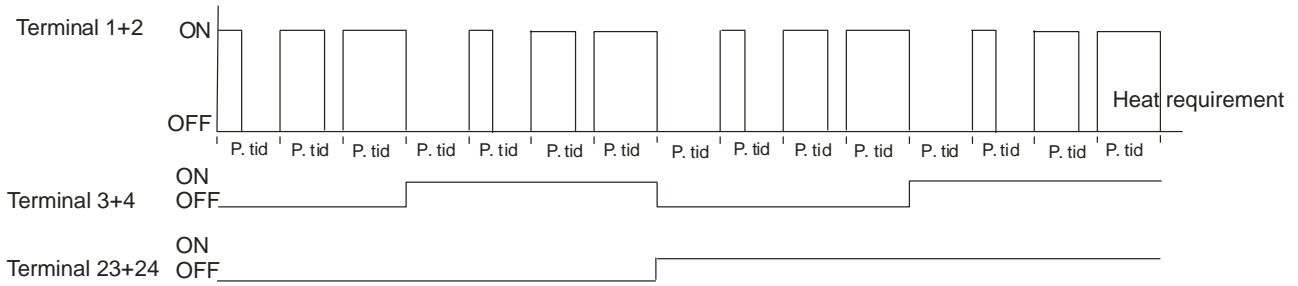 Terminal 1+2
ON
OFF
Heat requirement
P. tid P. tid P. tid P. tid P. tid P. tid P. tid P. tid P. tid P. tid P. tid P. tid P. tid P. tid P. tid
ON
Terminal 3+4 OFF
ON
Terminal 23+24 OFF